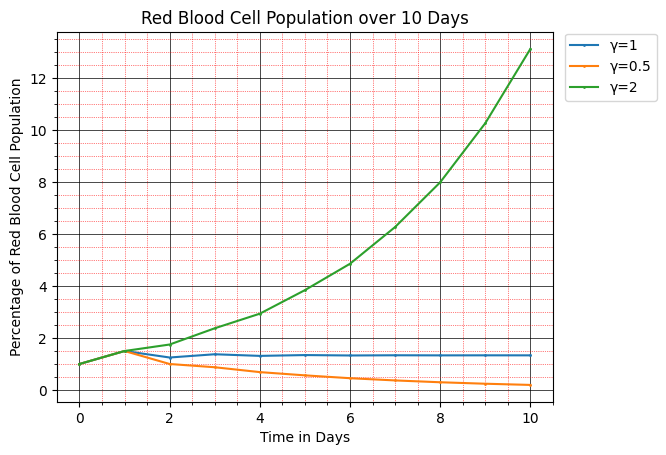 Red Blood Cell Population over 10 Days
γ=1
γ=0.5
γ=2
Percentage of Red Blood Cell Population
12
10
8
6
4
2
0
0 2 4 6 8 10
Time in Days